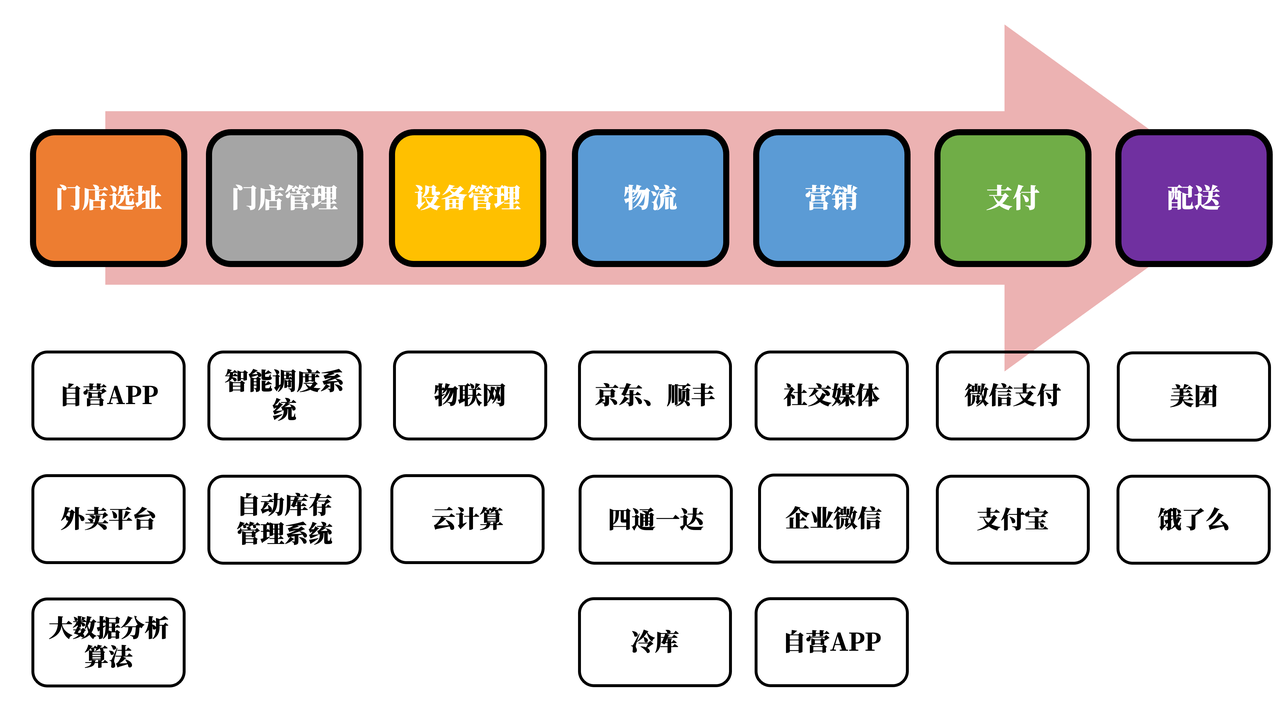 门店选址
门店管理
设备管理
物流
营销
支付
配送
自营APP
智能调度系
统
物联网
京东、顺丰
社交媒体
微信支付
美团
外卖平台
自动库存
管理系统
云计算
四通一达
企业微信
支付宝
饿了么
大数据分析
算法
冷库
自营APP